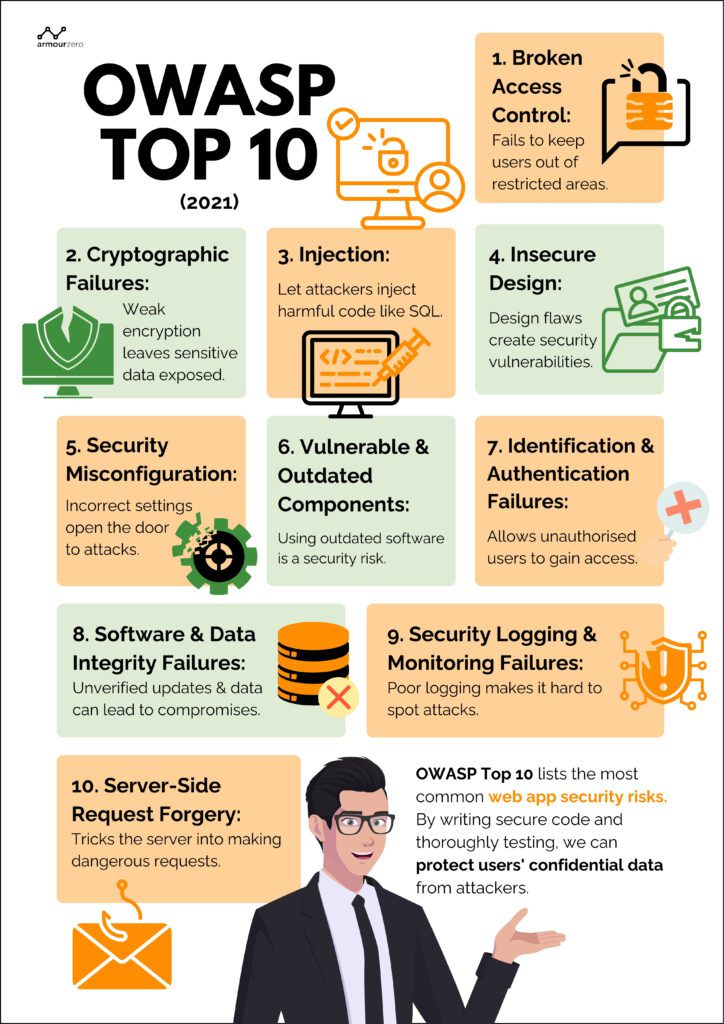 armourzero
OWASP
TOP 10
(2021)
1. Broken
Access
Control:
Fails to keep
users out of
restricted areas.
2. Cryptographic
Failures:
Weak
encryption
leaves sensitive
data exposed.
3. Injection:
Let attackers inject
harmful code like SQL.
</>
4. Insecure
Design:
Design flaws
create security
vulnerabilities.
5. Security
Misconfiguration:
Incorrect settings
open the door
to attacks.
6. Vulnerable &
Outdated
Components:
Using outdated software
is a security risk.
7. Identification &
Authentication
Failures:
Allows unauthorised
users to gain access.
8. Software & Data
Integrity Failures:
Unverified updates & data
can lead to compromises.
9. Security Logging &
Monitoring Failures:
Poor logging makes it hard to
spot attacks.
10. Server-Side
Request Forgery:
Tricks the server into making
dangerous requests.
OWASP Top 10 lists the most
common web app security risks.
By writing secure code and
thoroughly testing, we can
protect users' confidential data
from attackers.